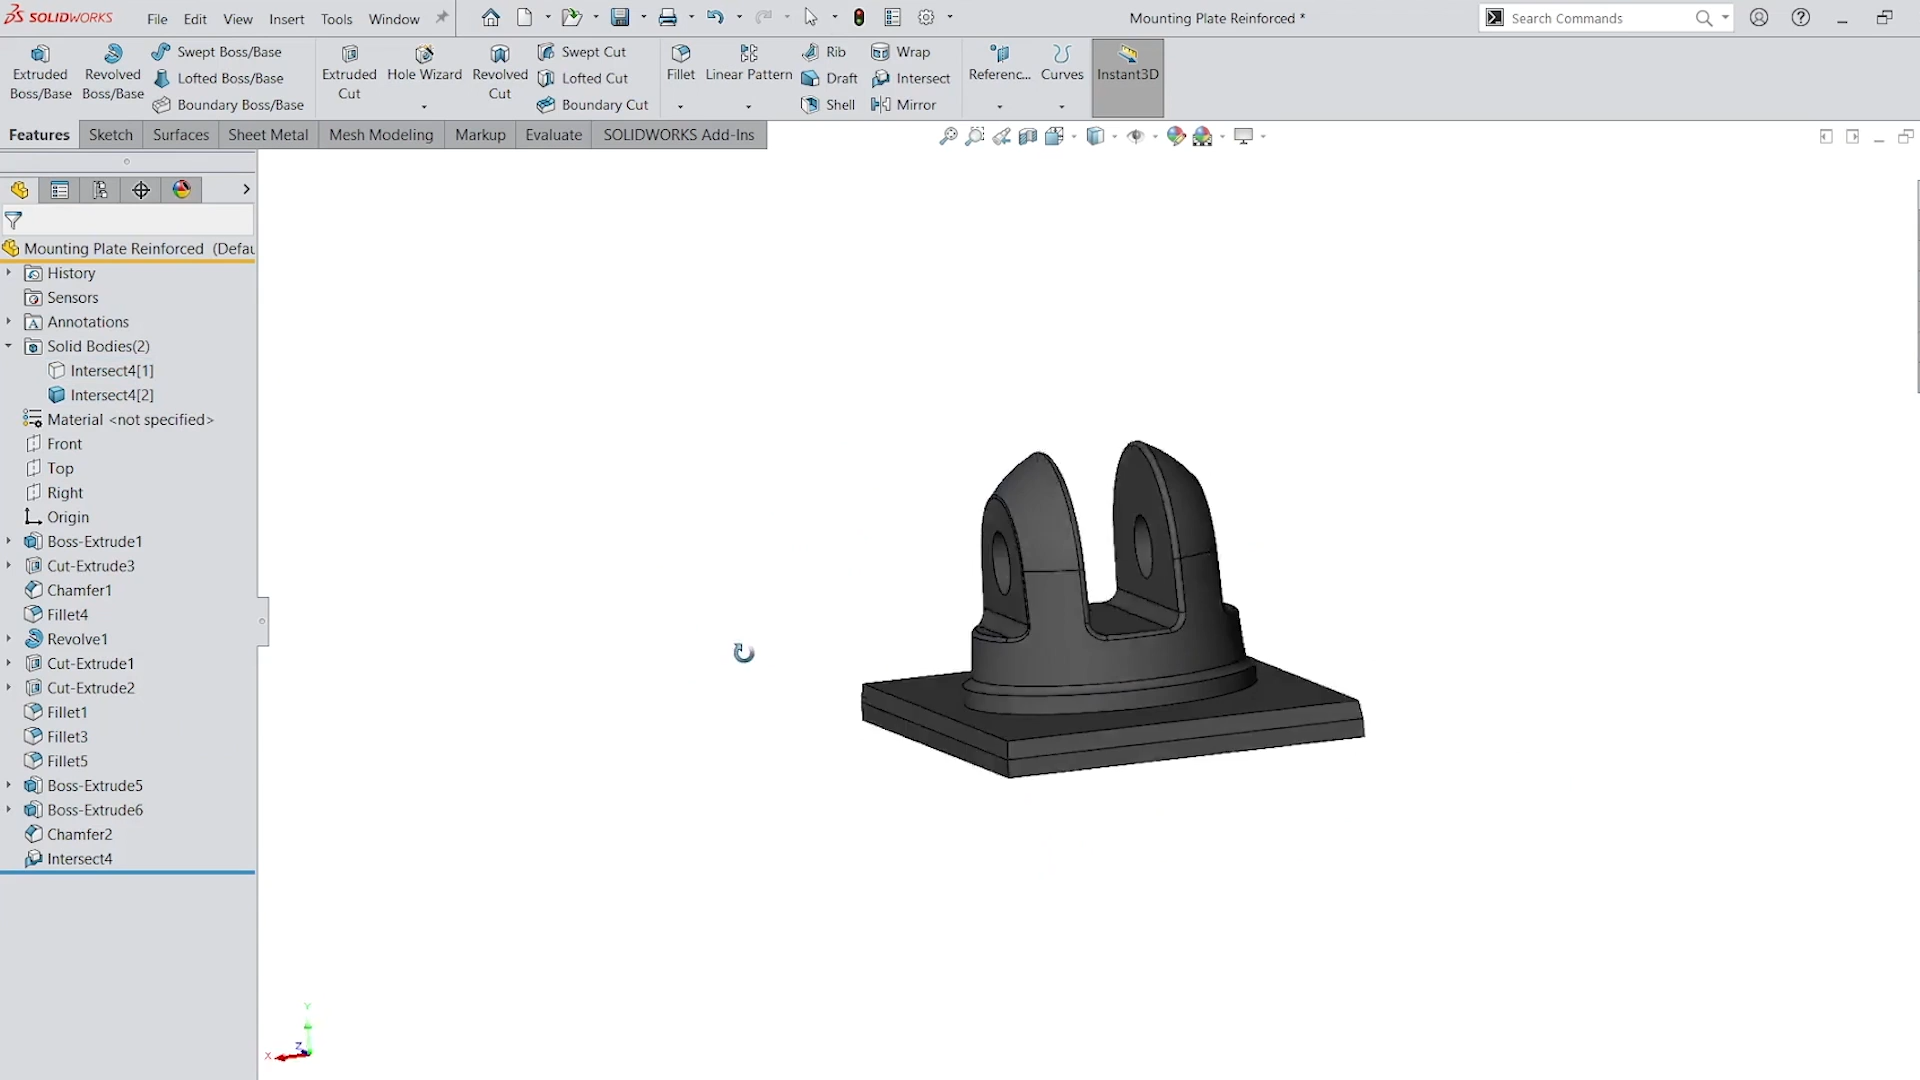 SOLIDWORKS File Edit View Insert Tools Window Mounting Plate Reinforced * Search Commands
Extruded Boss/Base
Revolved Boss/Base
Swept Boss/Base
Lofted Boss/Base
Boundary Boss/Base
Extruded Cut
Hole Wizard
Revolved Cut
Swept Cut
Lofted Cut
Boundary Cut
Fillet
Linear Pattern
Rib
Draft
Shell
Wrap
Intersect
Mirror
Referenc...
Curves
Instant3D
Features Sketch Surfaces Sheet Metal Mesh Modeling Markup Evaluate SOLIDWORKS Add-Ins
Mounting Plate Reinforced (Defau
History
Sensors
Annotations
Solid Bodies(2)
Intersect4[1]
Intersect4[2]
Material <not specified>
Front
Top
Right
Origin
Boss-Extrude1
Cut-Extrude3
Chamfer1
Fillet4
Revolve1
Cut-Extrude1
Cut-Extrude2
Fillet1
Fillet3
Fillet5
Boss-Extrude5
Boss-Extrude6
Chamfer2
Intersect4
Y
Z
X